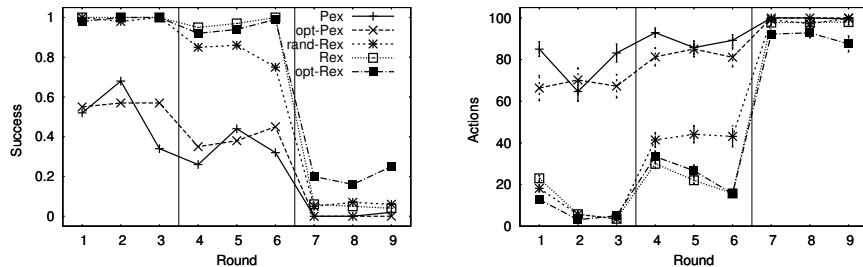 Success
1
0.8
0.6
0.4
0.2
0
1 2 3 4 5 6 7 8 9
Round
Pex
opt-Pex
rand-Rex
Rex
opt-Rex
Actions
100
80
60
40
20
0
1 2 3 4 5 6 7 8 9
Round